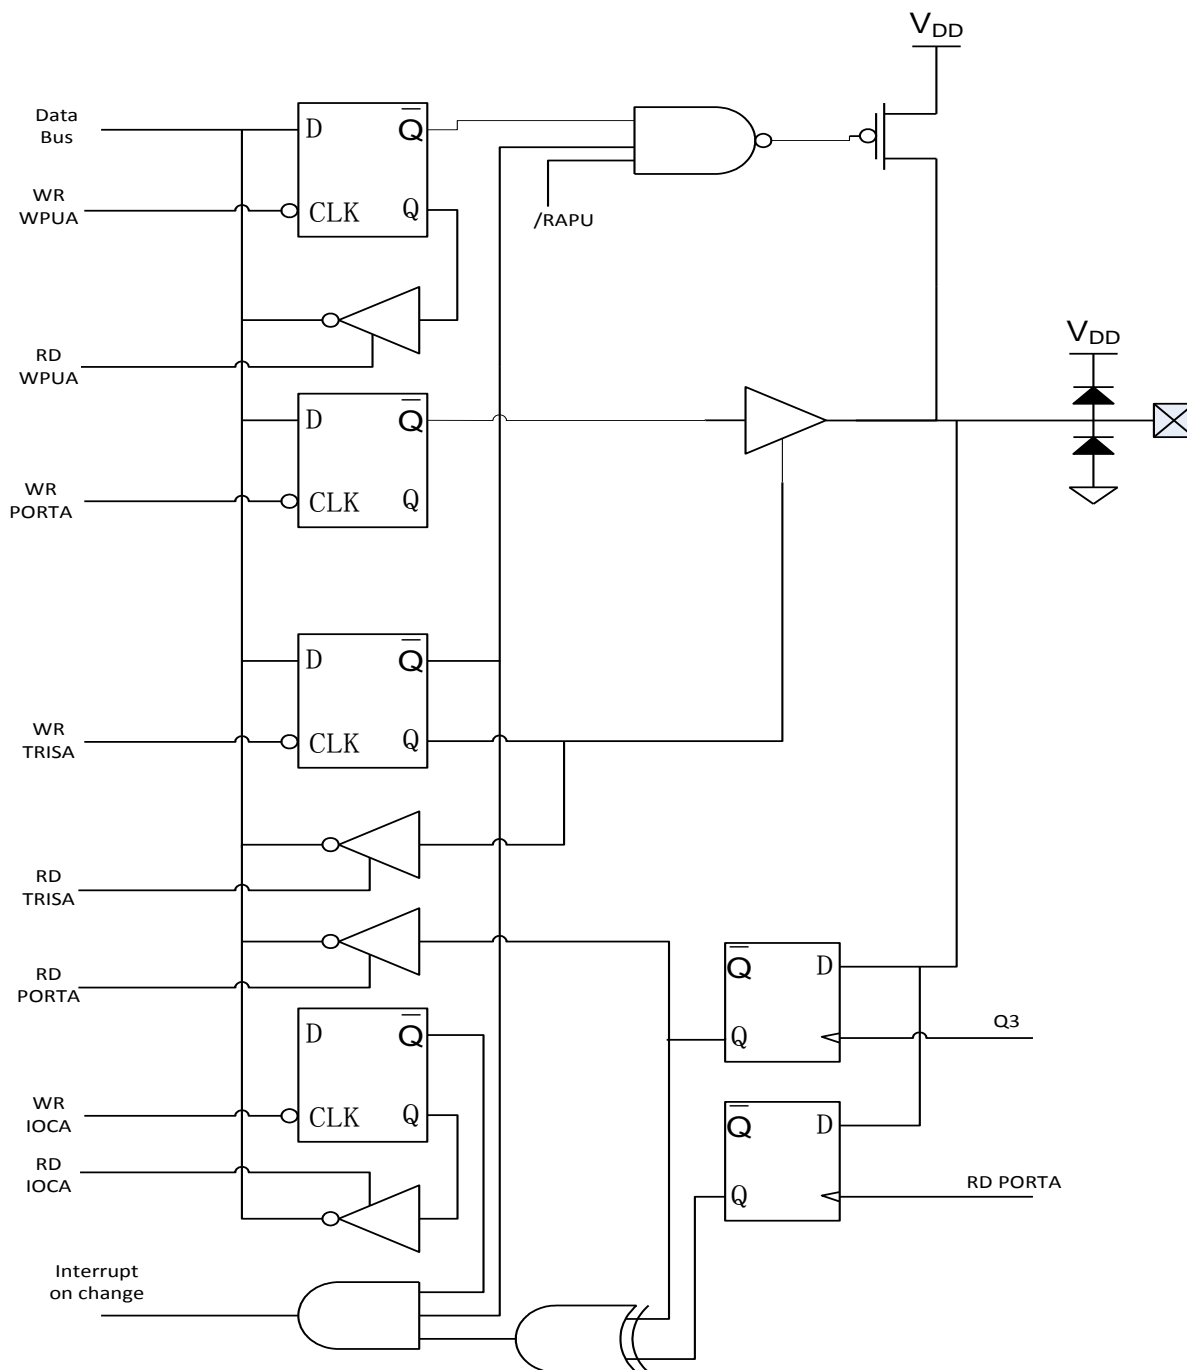 VDD
Data
Bus
D
Q
WR
WPUA
CLK
Q
/RAPU
RD
WPUA
VDD
D
Q
WR
PORTA
CLK
Q
D
Q
WR
TRISA
CLK
Q
RD
TRISA
RD
PORTA
Q
D
Q3
Q
D
Q
WR
IOCA
CLK
Q
Q
D
RD
IOCA
RD PORTA
Q
Interrupt
on change